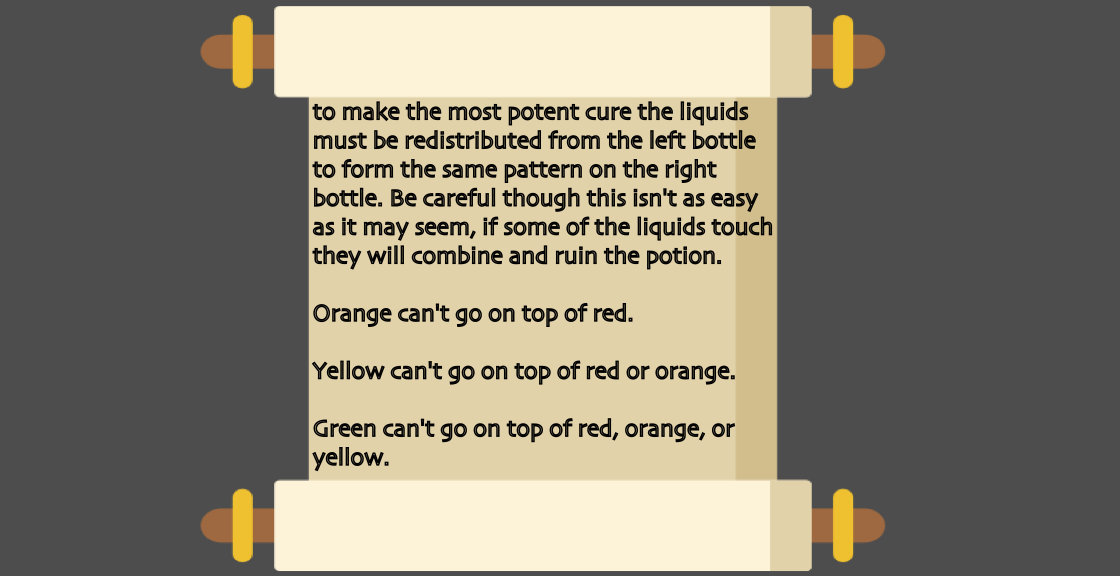 to make the most potent cure the liquids
must be redistributed from the left bottle
to form the same pattern on the right
bottle. Be careful though this isn't as easy
as it may seem, if some of the liquids touch
they will combine and ruin the potion.
Orange can't go on top of red.
Yellow can't go on top of red or orange.
Green can't go on top of red, orange, or
yellow.